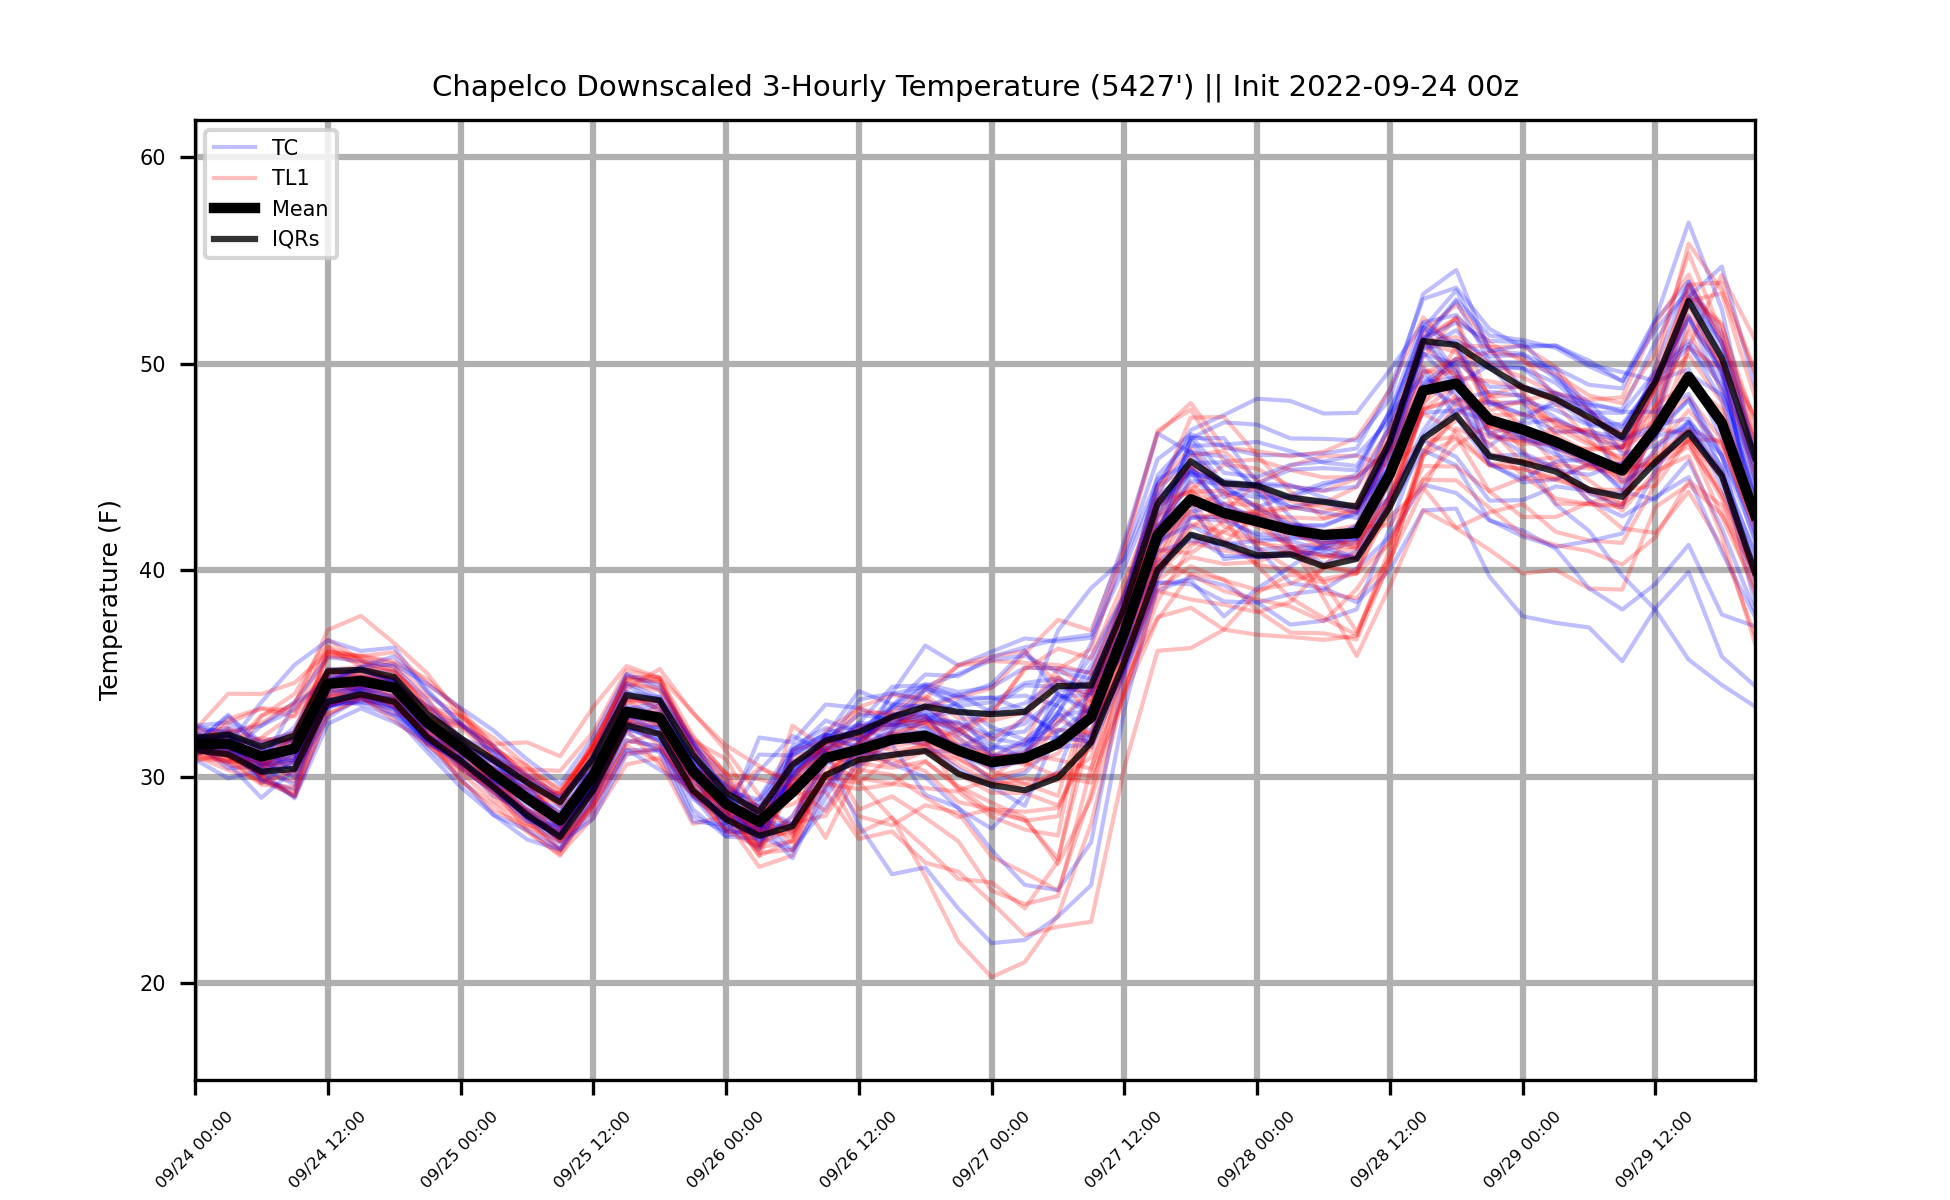 Chapelco Downscaled 3-Hourly Temperature (5427') || Init 2022-09-24 00z
TC
TL1
Mean
IQRs
Temperature (F)
60
50
40
30
20
09/24 00:00
09/24 12:00
09/25 00:00
09/25 12:00
09/26 00:00
09/26 12:00
09/27 00:00
09/27 12:00
09/28 00:00
09/28 12:00
09/29 00:00
09/29 12:00